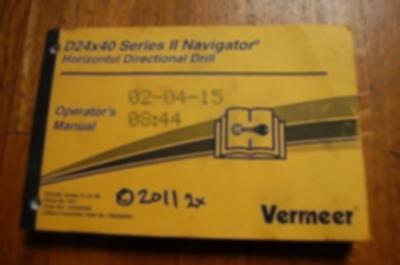 D24x40 Series II Navigator®
Horizontal Directional Drill
Operator's
Manual
02-04-15
08:44
©2011 2x
Vermeer